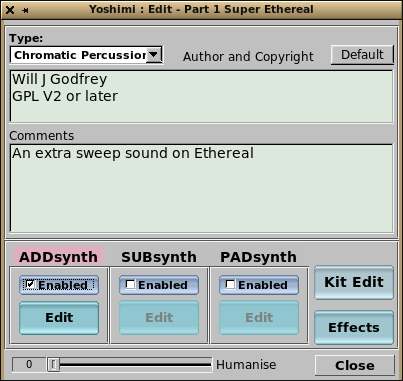 Yoshimi : Edit - Part 1 Super Ethereal
Type:
Chromatic Percussion
Author and Copyright
Default
Will J Godfrey
GPL V2 or later
Comments
An extra sweep sound on Ethereal
ADDsynth SUBsynth PADsynth
Enabled Enabled Enabled
Kit Edit
Edit Edit Edit
Effects
0 Humanise Close